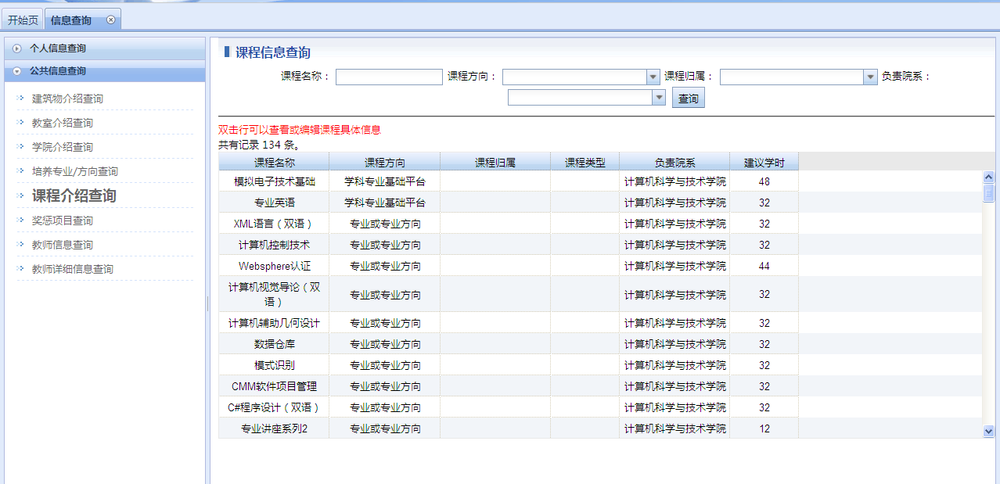 开始页 信息查询
个人信息查询
公共信息查询
建筑物介绍查询
教室介绍查询
学院介绍查询
培养专业/方向查询
课程介绍查询
奖惩项目查询
教师信息查询
教师详细信息查询
课程信息查询
课程名称： 课程方向： 课程归属： 负责院系：
查询
双击行可以查看或编辑课程具体信息
共有记录 134 条。
课程名称 课程方向 课程归属 课程类型 负责院系 建议学时
模拟电子技术基础 学科专业基础平台 计算机科学与技术学院 48
专业英语 学科专业基础平台 计算机科学与技术学院 32
XML语言（双语） 专业或专业方向 计算机科学与技术学院 32
计算机控制技术 专业或专业方向 计算机科学与技术学院 32
Websphere认证 专业或专业方向 计算机科学与技术学院 44
计算机视觉导论（双
语） 专业或专业方向 计算机科学与技术学院 32
计算机辅助几何设计 专业或专业方向 计算机科学与技术学院 32
数据仓库 专业或专业方向 计算机科学与技术学院 32
模式识别 专业或专业方向 计算机科学与技术学院 32
CMM软件项目管理 专业或专业方向 计算机科学与技术学院 32
C#程序设计（双语） 专业或专业方向 计算机科学与技术学院 32
专业讲座系列2 专业或专业方向 计算机科学与技术学院 12